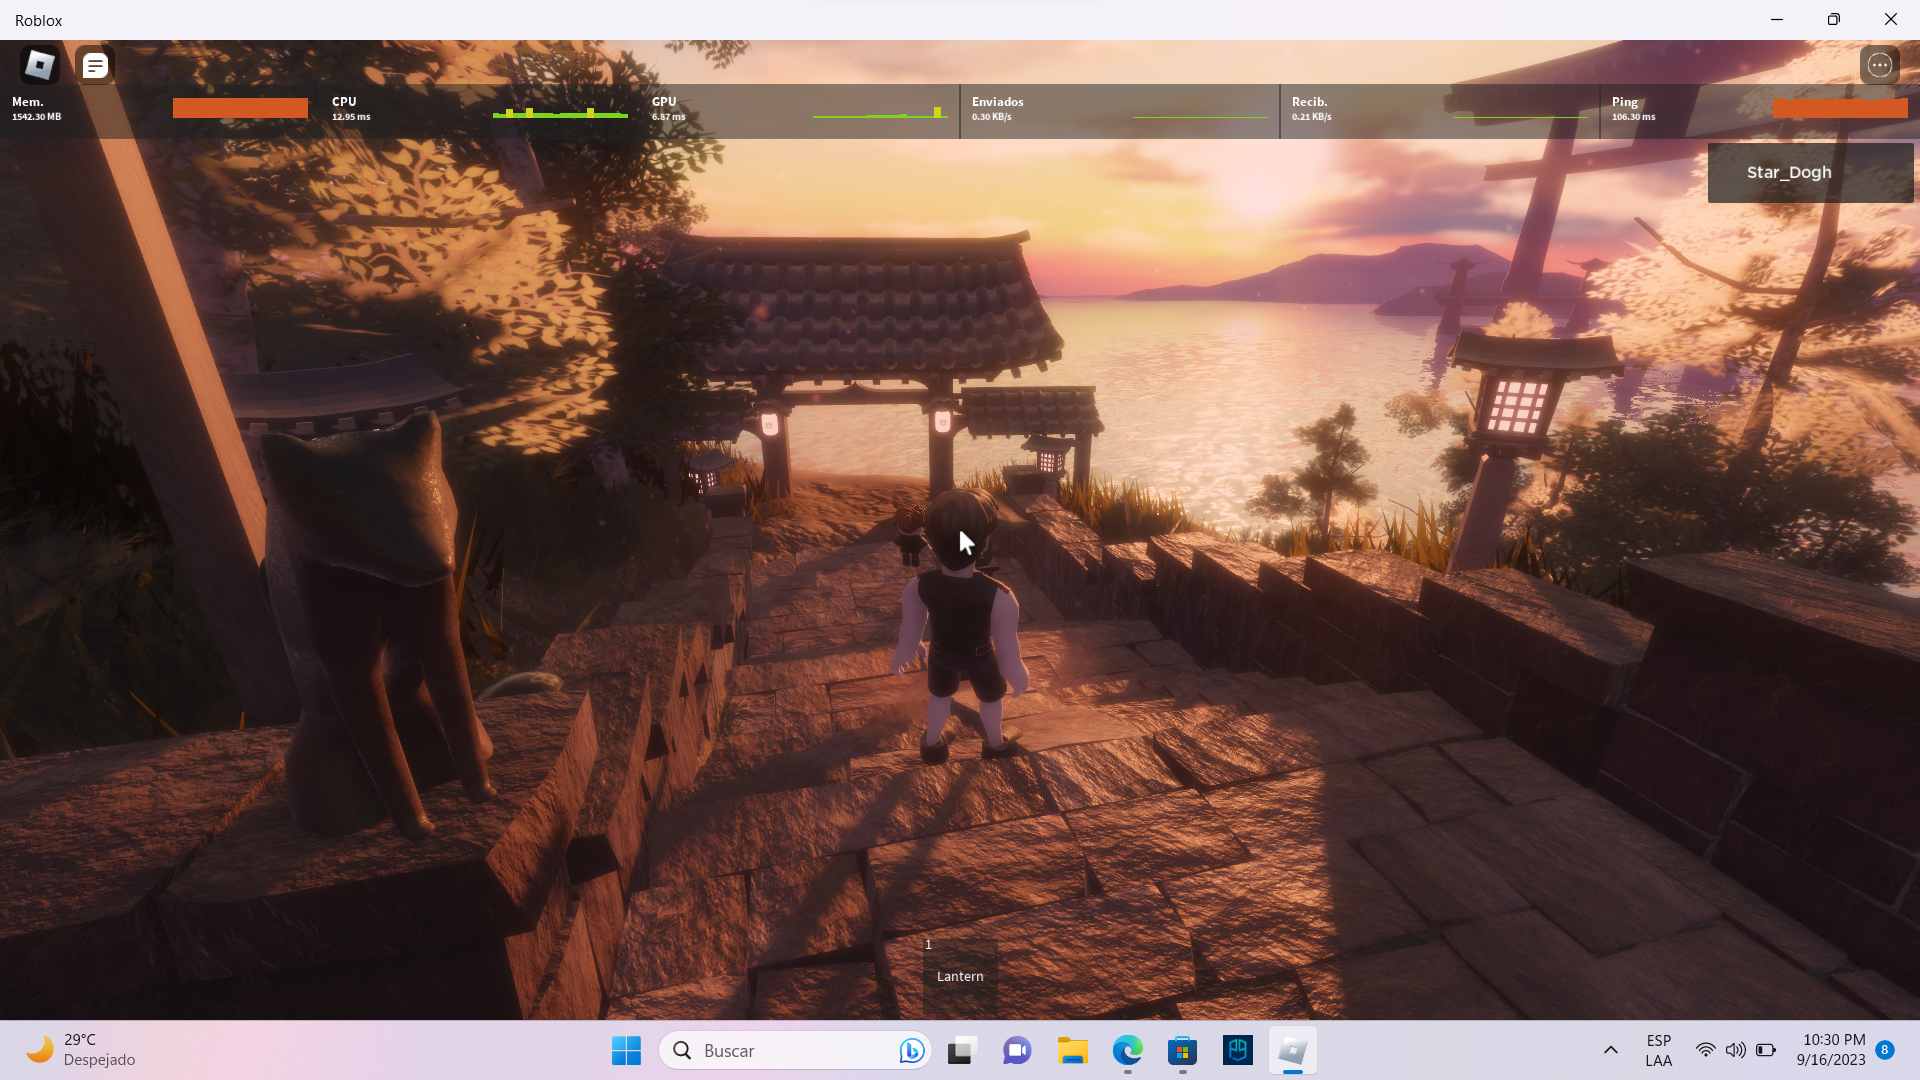 Roblox
Mem.
1542.30 MB
CPU
12.95 ms
GPU
6.87 ms
Enviados
0.30 KB/s
Recib.
0.21 KB/s
Ping
106.30 ms
Star_Dogh
1
Lantern
29°C
Despejado
Buscar
ESP
LAA
10:30 PM
9/16/2023
8